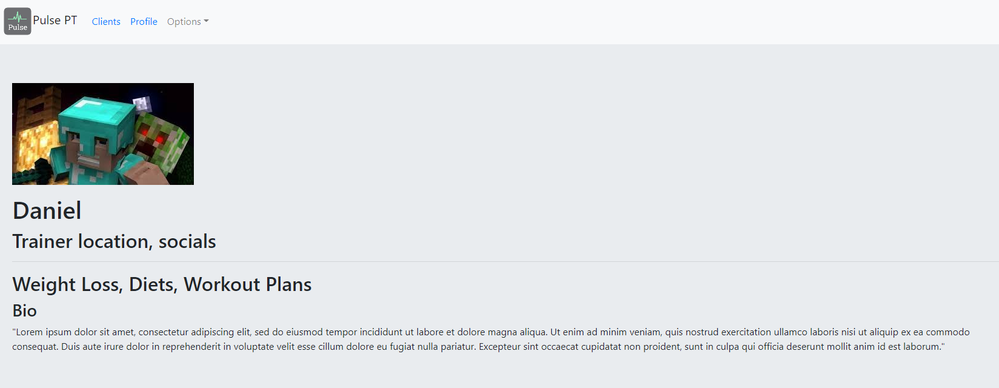 Pulse
Pulse PT
Clients
Profile
Options
Daniel
Trainer location, socials
Weight Loss, Diets, Workout Plans
Bio
"Lorem ipsum dolor sit amet, consectetur adipiscing elit, sed do eiusmod tempor incididunt ut labore et dolore magna aliqua. Ut enim ad minim veniam, quis nostrud exercitation ullamco laboris nisi ut aliquip ex ea commodo
consequat. Duis aute irure dolor in reprehenderit in voluptate velit esse cillum dolore eu fugiat nulla pariatur. Excepteur sint occaecat cupidatat non proident, sunt in culpa qui officia deserunt mollit anim id est laborum."